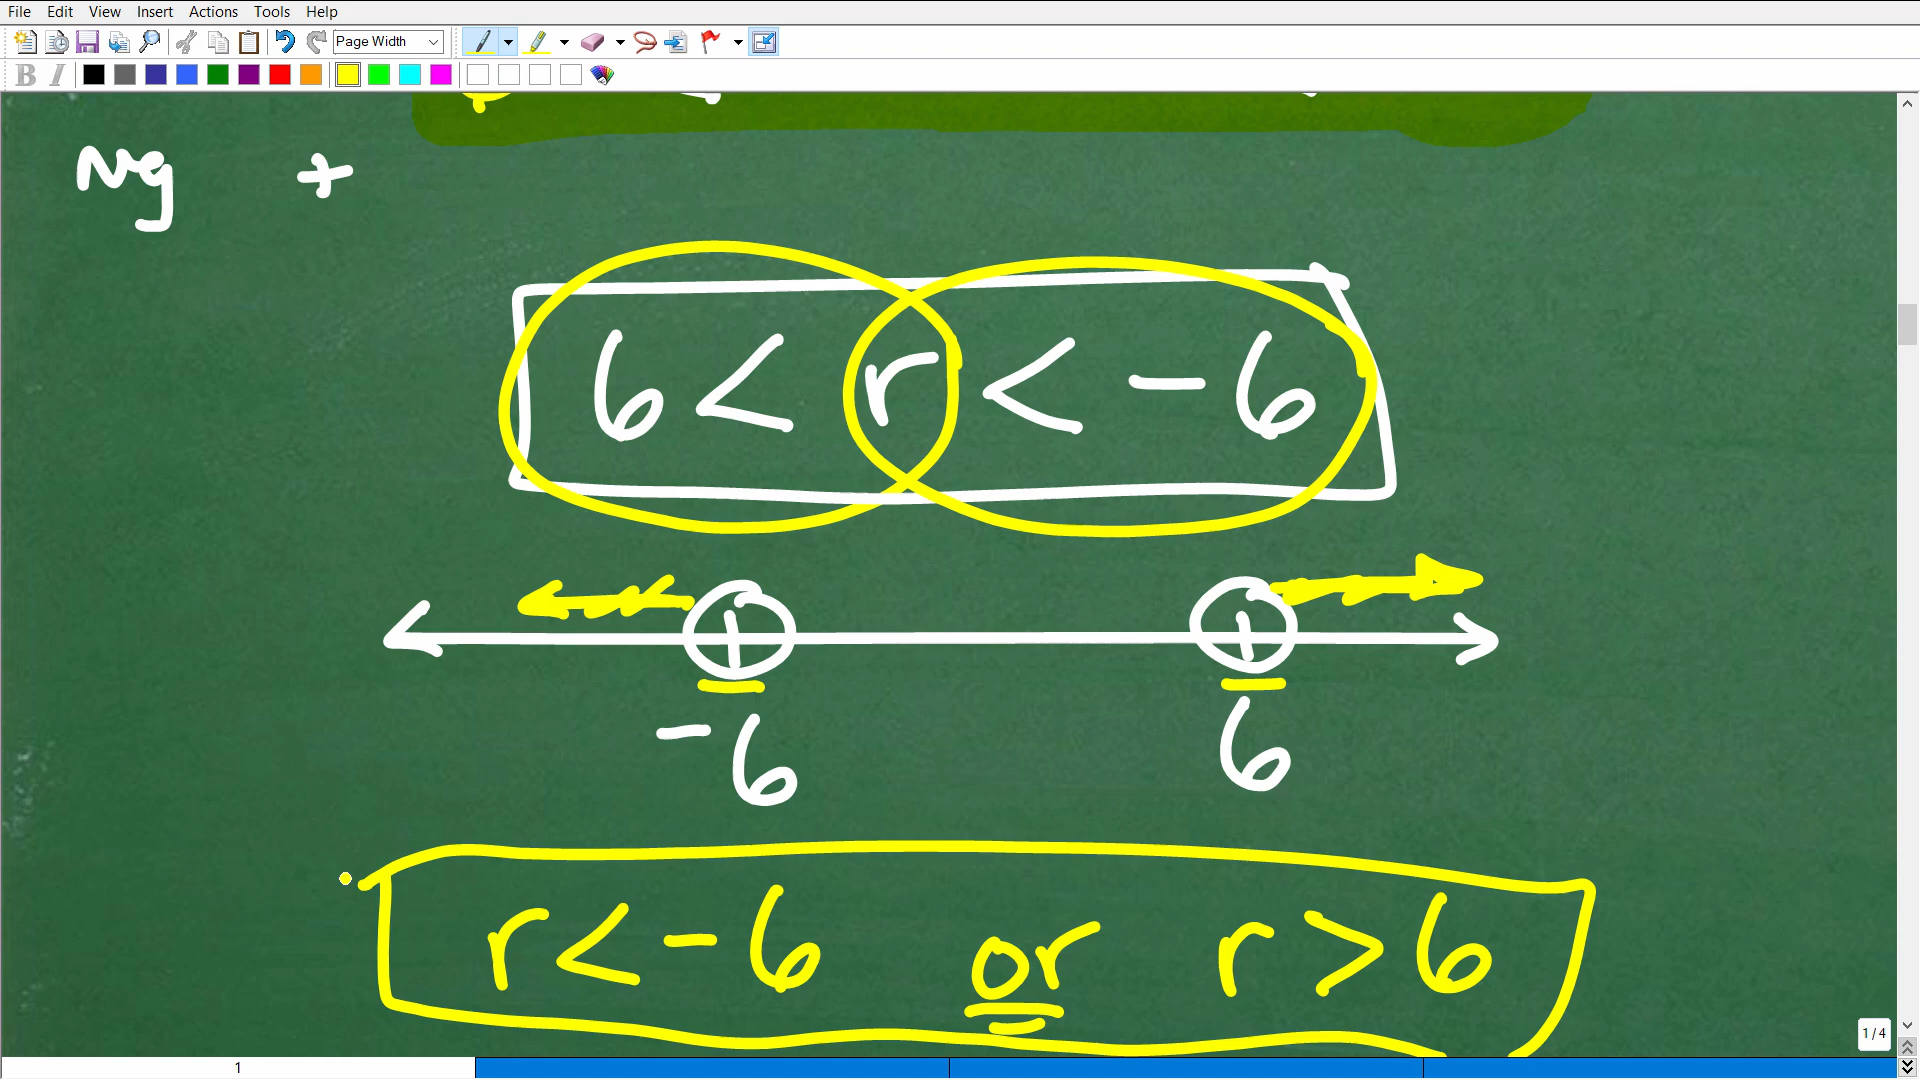 File Edit View Insert Actions Tools Help
Page Width
B I
Ng +
6 < r < - 6
-6 6
r < - 6 or r > 6
1 / 4
1